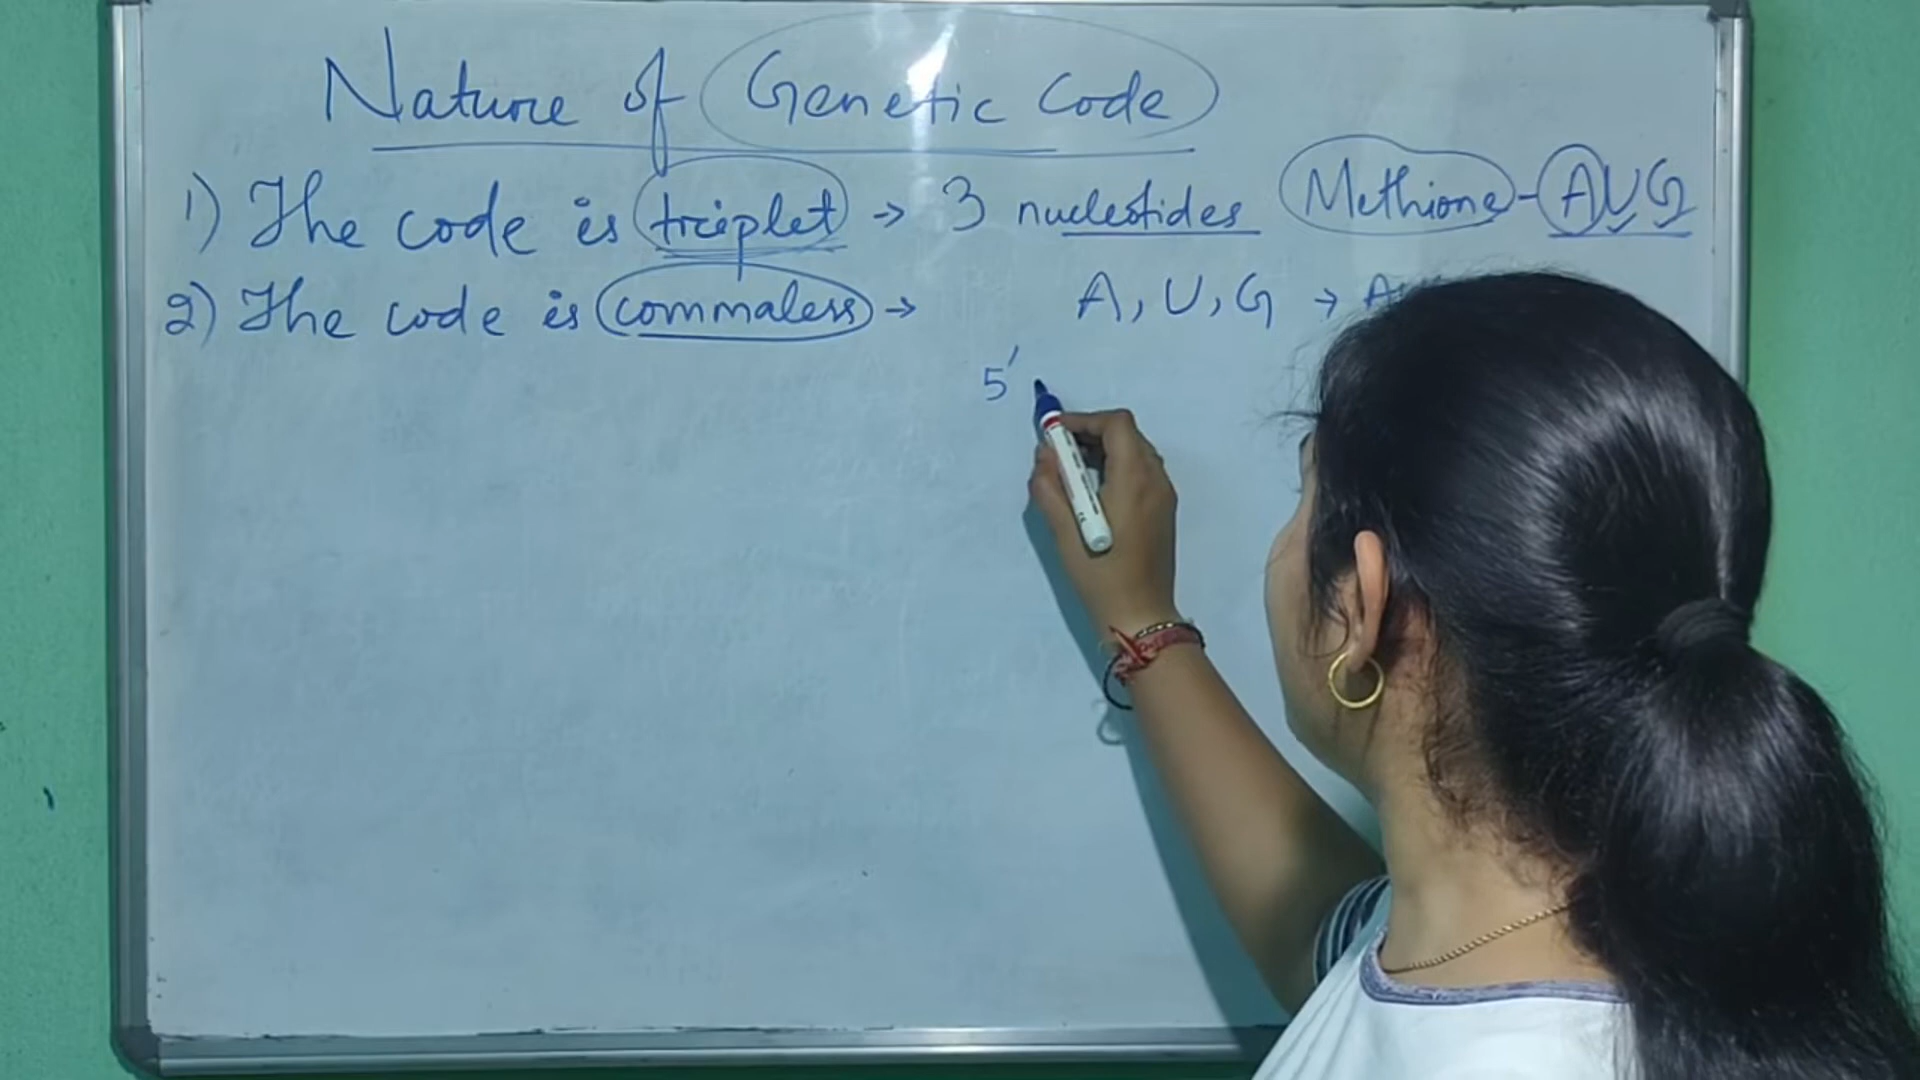 Nature of Genetic Code
1) The code is triplet → 3 nucleotides Methione - AUG
2) The code is commaless → A, U, G →
5'